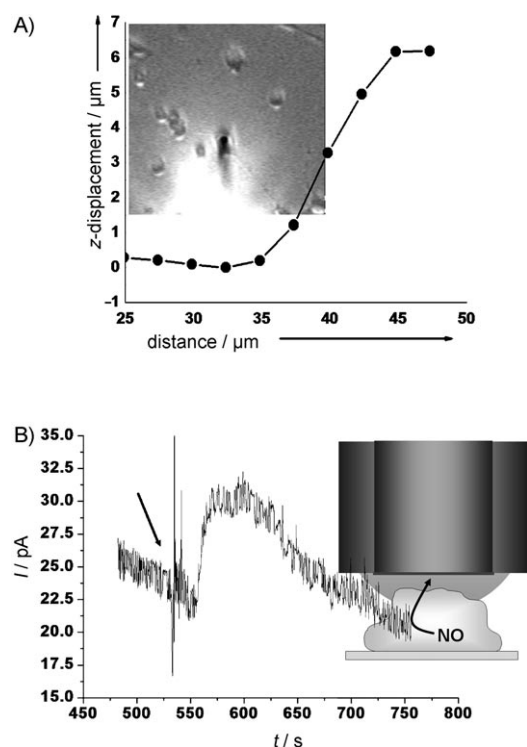 A)
7
6
5
4
3
2
1
0
–1
z-displacement / µm
25 30 35 40 45 50
distance / µm
B)
35.0
32.5
30.0
27.5
25.0
22.5
20.0
17.5
15.0
I / pA
NO
450 500 550 600 650 700 750 800
t / s